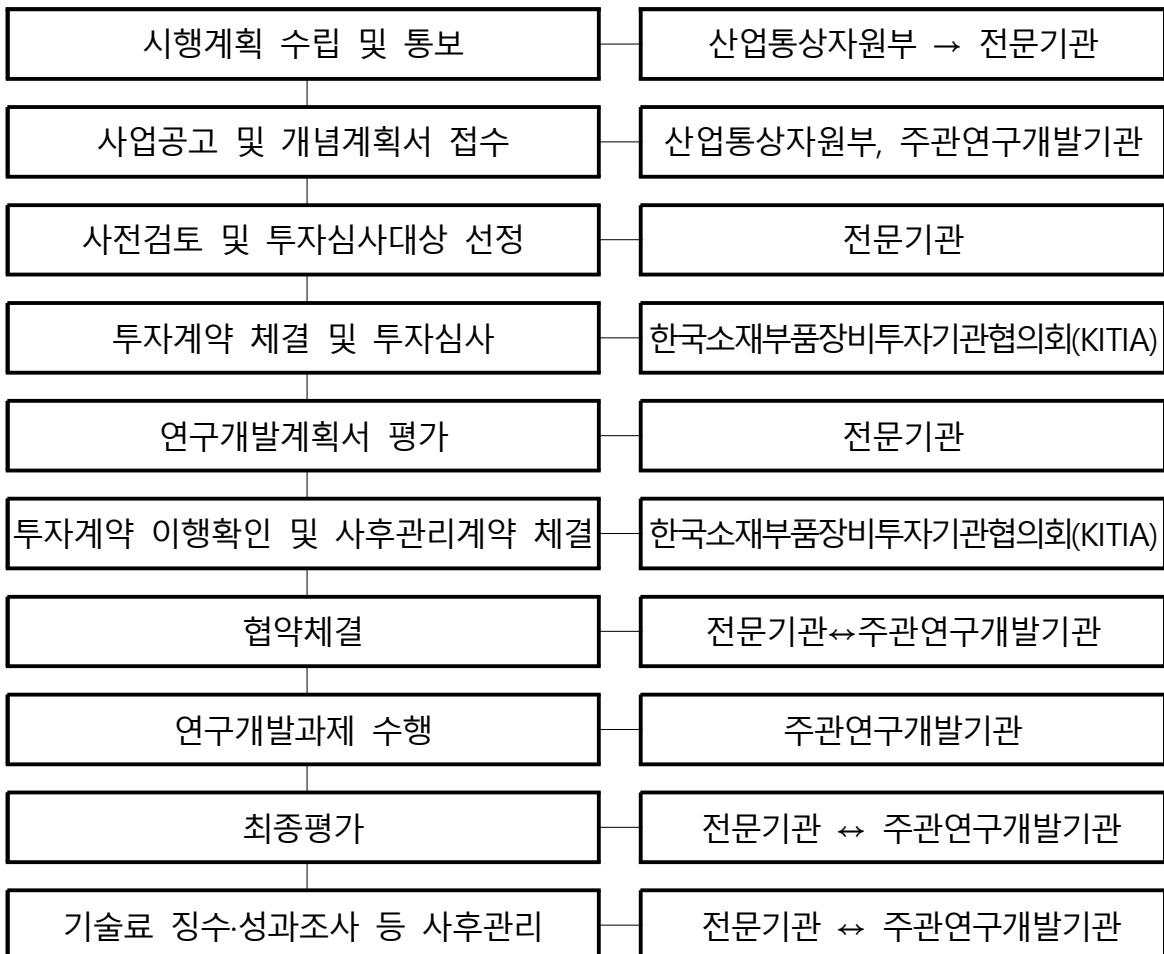 시행계획 수립 및 통보
산업통상자원부 → 전문기관
사업공고 및 개념계획서 접수
산업통상자원부, 주관연구개발기관
사전검토 및 투자심사대상 선정
전문기관
투자계약 체결 및 투자심사
한국소재부품장비투자기관협의회(KITIA)
연구개발계획서 평가
전문기관
투자계약 이행확인 및 사후관리계약 체결
한국소재부품장비투자기관협의회(KITIA)
협약체결
전문기관↔주관연구개발기관
연구개발과제 수행
주관연구개발기관
최종평가
전문기관 ↔ 주관연구개발기관
기술료 징수·성과조사 등 사후관리
전문기관 ↔ 주관연구개발기관